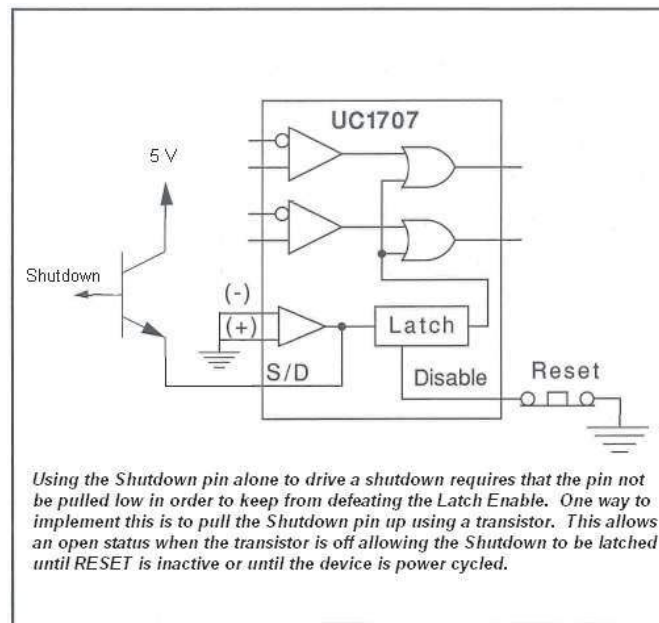 UC1707
5 V
Shutdown
(-)
(+)
Latch
S/D
Disable
Reset
Using the Shutdown pin alone to drive a shutdown requires that the pin not
be pulled low in order to keep from defeating the Latch Enable. One way to
implement this is to pull the Shutdown pin up using a transistor. This allows
an open status when the transistor is off allowing the Shutdown to be latched
until RESET is inactive or until the device is power cycled.